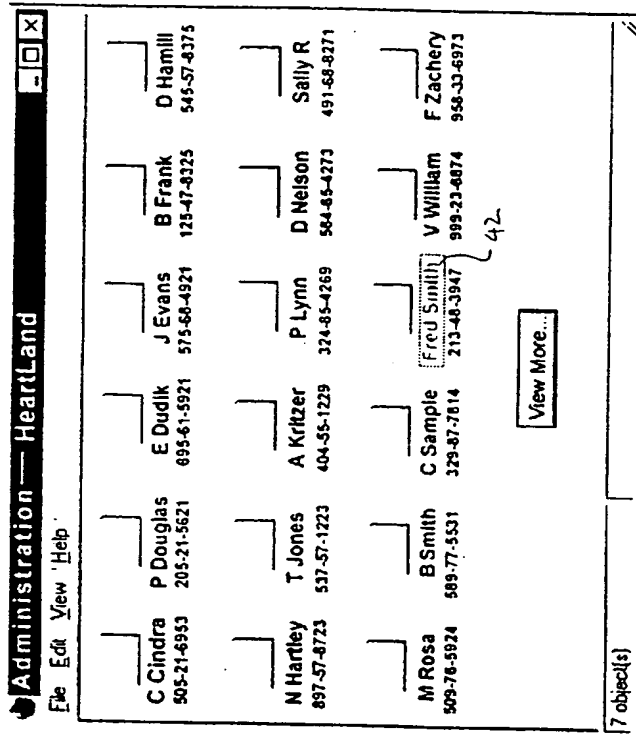 Administration — HeartLand
File Edit View Help
C Cindra P Douglas E Dudik J Evans B Frank D Hamill
505-21-6953 205-21-5621 695-61-5921 575-68-4921 125-47-8325 545-57-8375
N Hartley T Jones A Kritzer P Lynn D Nelson Sally R
897-57-8723 537-57-1223 404-55-1229 324-85-4269 584-65-4273 491-68-8271
M Rosa B Smith C Sample Fred Smith V William F Zachery
509-76-5924 589-77-5531 329-87-7814 213-48-3947 999-23-6874 958-33-6973
42
View More...
7 object(s)